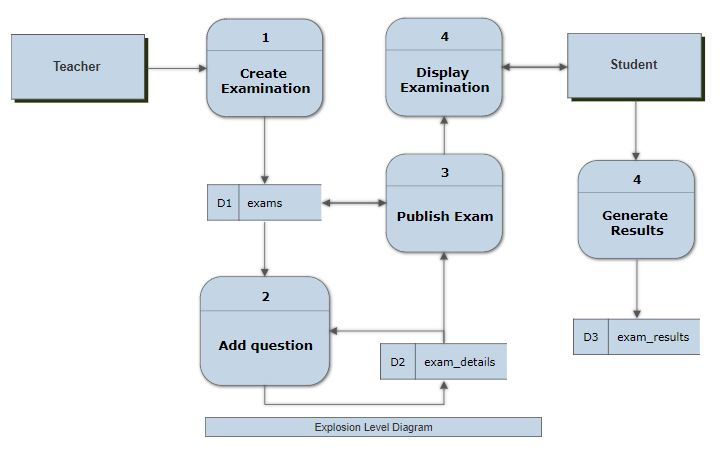 Teacher
1
Create
Examination
4
Display
Examination
Student
D1 exams
3
Publish Exam
4
Generate
Results
2
Add question
D2 exam_details
D3 exam_results
Explosion Level Diagram